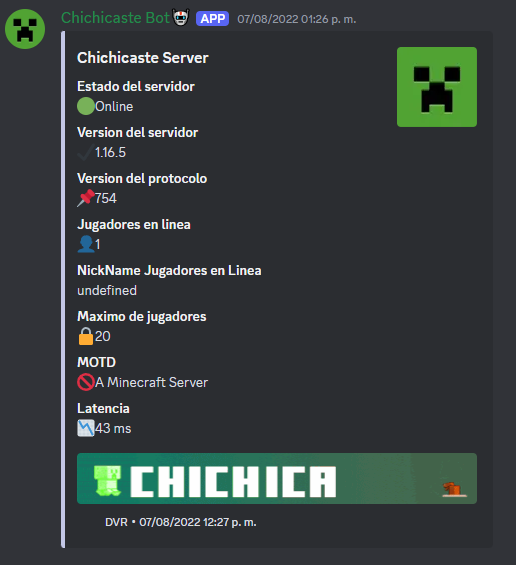 Chichicaste Bot APP 07/08/2022 01:26 p. m.
Chichicaste Server
Estado del servidor
Online
Version del servidor
1.16.5
Version del protocolo
754
Jugadores en linea
1
NickName Jugadores en Linea
undefined
Maximo de jugadores
20
MOTD
A Minecraft Server
Latencia
43 ms
CHICHICA
DVR • 07/08/2022 12:27 p. m.